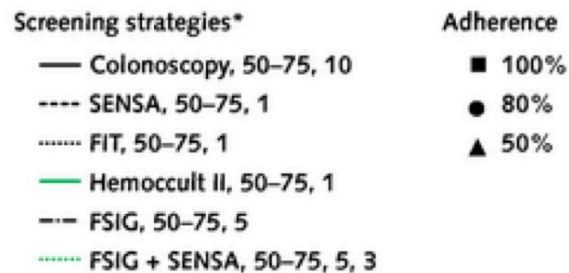 Screening strategies*
Colonoscopy, 50–75, 10
SENSA, 50–75, 1
FIT, 50–75, 1
Hemoccult II, 50–75, 1
FSIG, 50–75, 5
FSIG + SENSA, 50–75, 5, 3
Adherence
100%
80%
50%